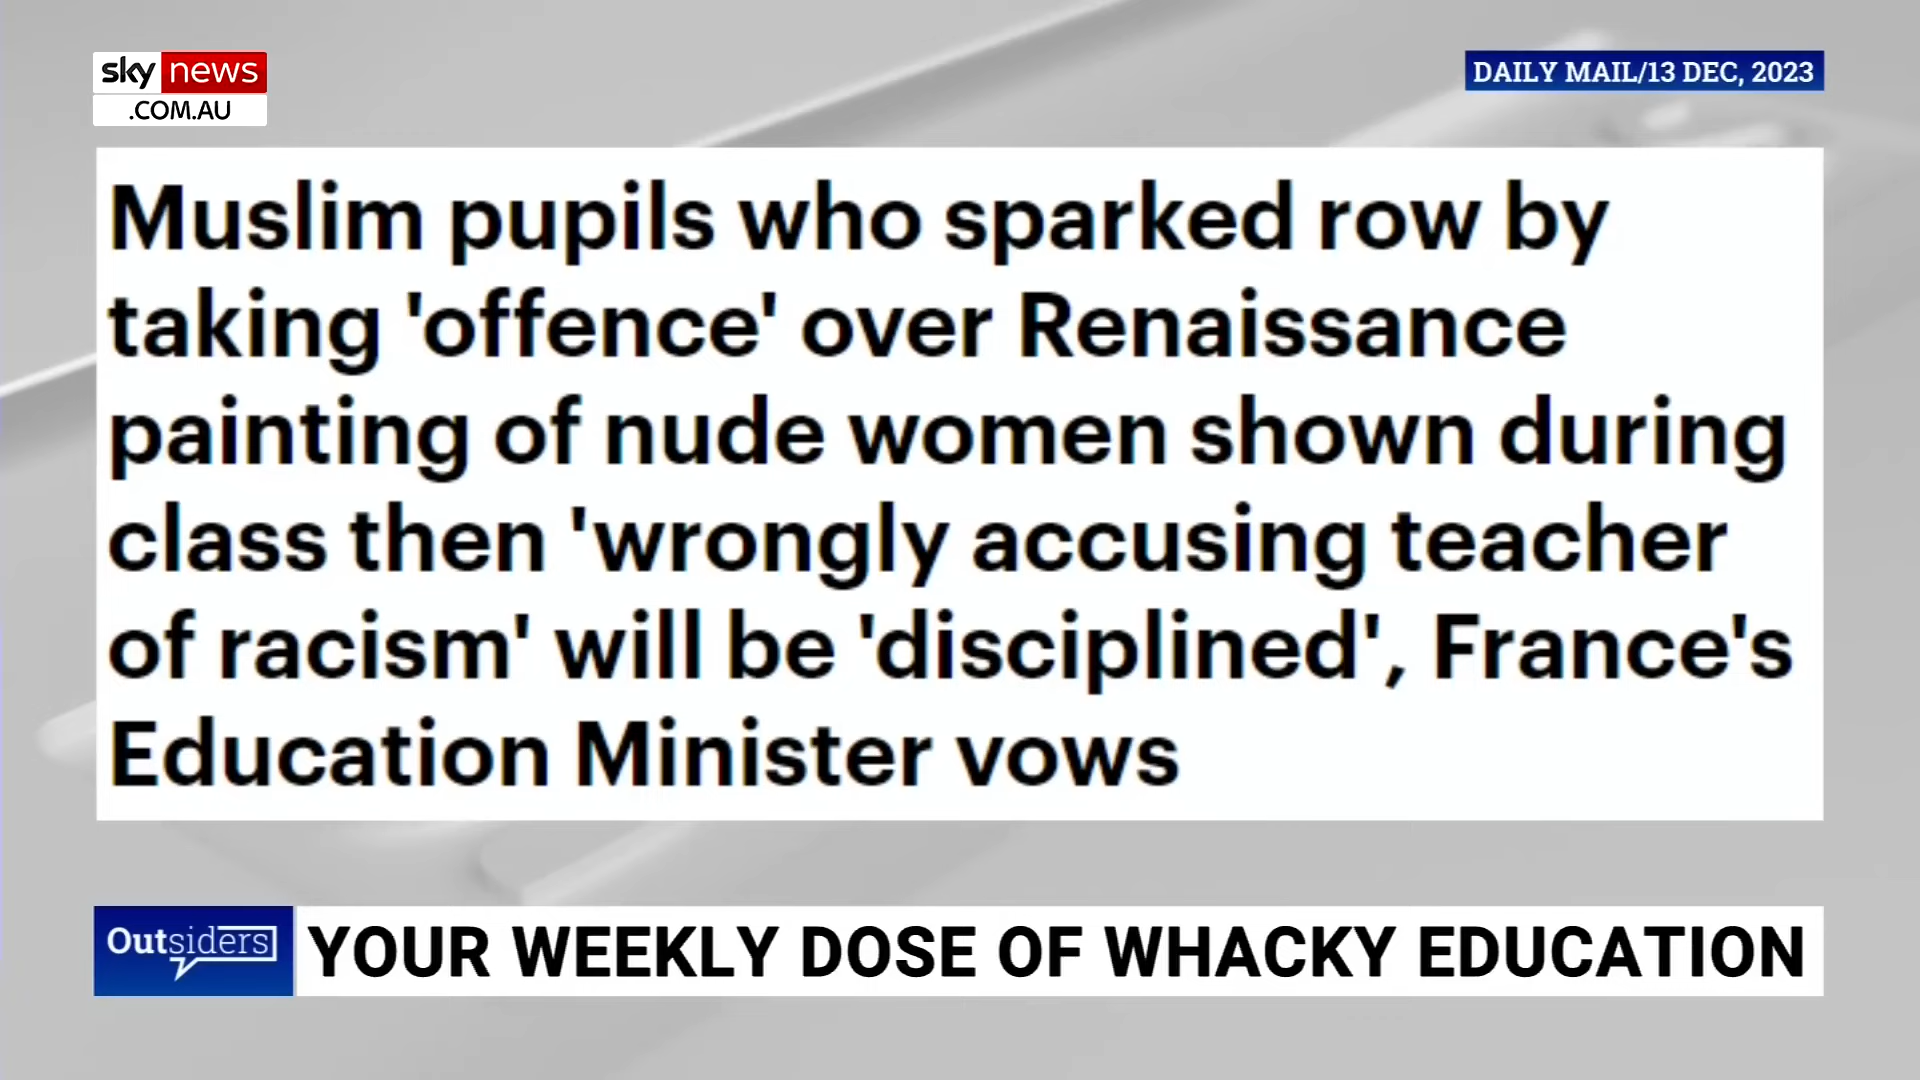 sky news
.COM.AU
DAILY MAIL/13 DEC, 2023
Muslim pupils who sparked row by
taking 'offence' over Renaissance
painting of nude women shown during
class then 'wrongly accusing teacher
of racism' will be 'disciplined', France's
Education Minister vows
Outsiders
YOUR WEEKLY DOSE OF WHACKY EDUCATION